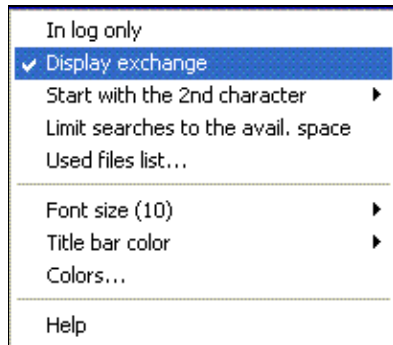 In log only
Display exchange
Start with the 2nd character
Limit searches to the avail. space
Used files list...
Font size (10)
Title bar color
Colors...
Help